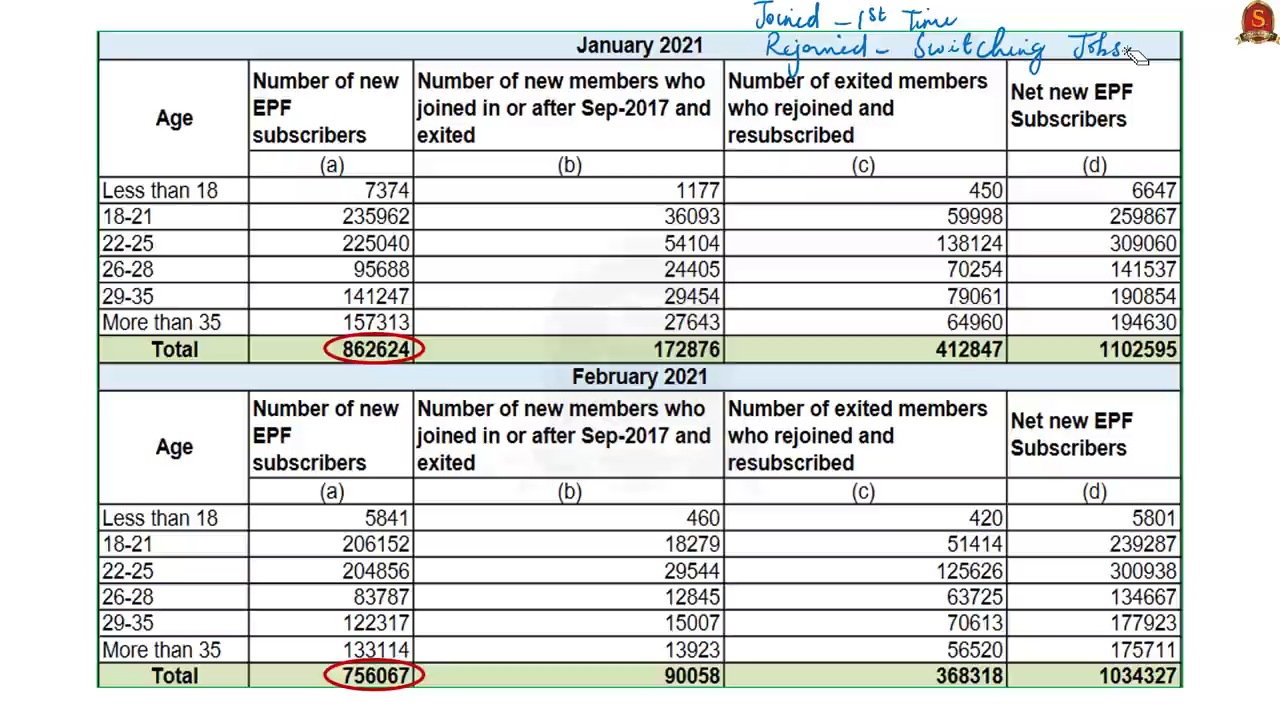 Joined - 1st Time
Rejoined - Switching Jobs
S
January 2021
Age | Number of new EPF subscribers | Number of new members who joined in or after Sep-2017 and exited | Number of exited members who rejoined and resubscribed | Net new EPF Subscribers
(a) (b) (c) (d)
Less than 18 7374 1177 450 6647
18-21 235962 36093 59998 259867
22-25 225040 54104 138124 309060
26-28 95688 24405 70254 141537
29-35 141247 29454 79061 190854
More than 35 157313 27643 64960 194630
Total 862624 172876 412847 1102595
February 2021
Age | Number of new EPF subscribers | Number of new members who joined in or after Sep-2017 and exited | Number of exited members who rejoined and resubscribed | Net new EPF Subscribers
(a) (b) (c) (d)
Less than 18 5841 460 420 5801
18-21 206152 18279 51414 239287
22-25 204856 29544 125626 300938
26-28 83787 12845 63725 134667
29-35 122317 15007 70613 177923
More than 35 133114 13923 56520 175711
Total 756067 90058 368318 1034327